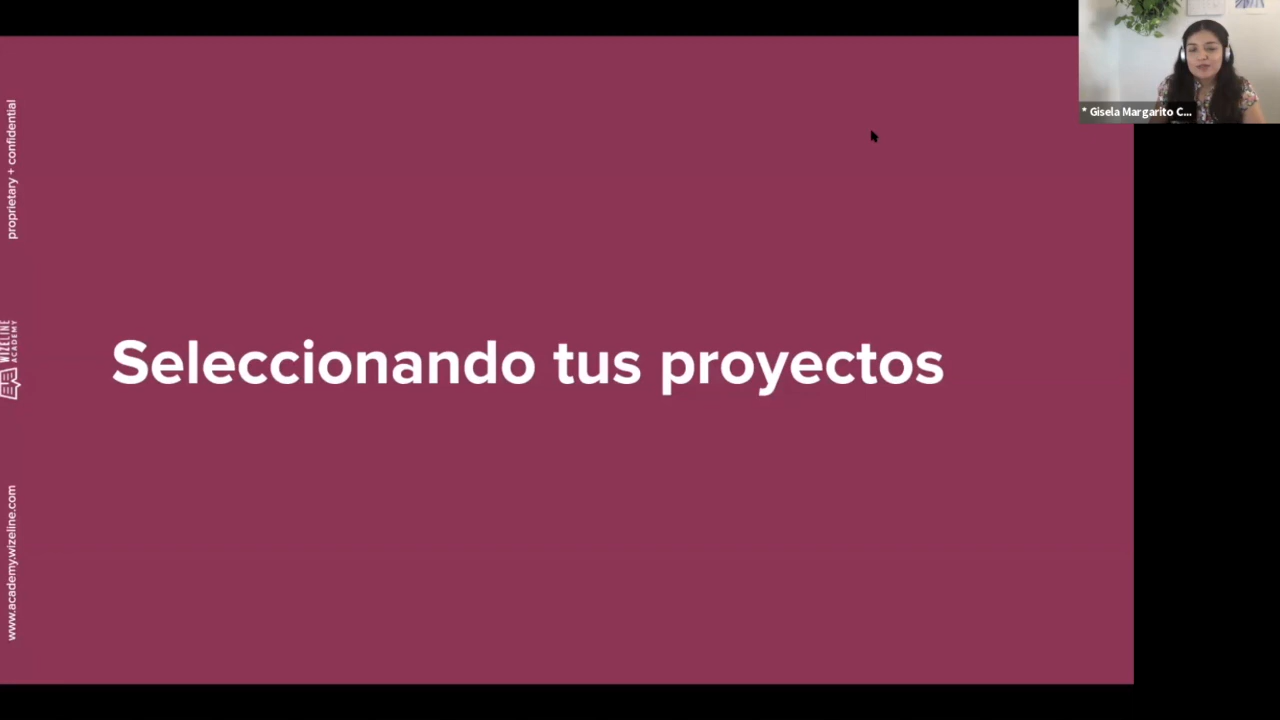 proprietary + confidential
WIZELINE
ACADEMY
www.academy.wizeline.com
Seleccionando tus proyectos
* Gisela Margarito C...